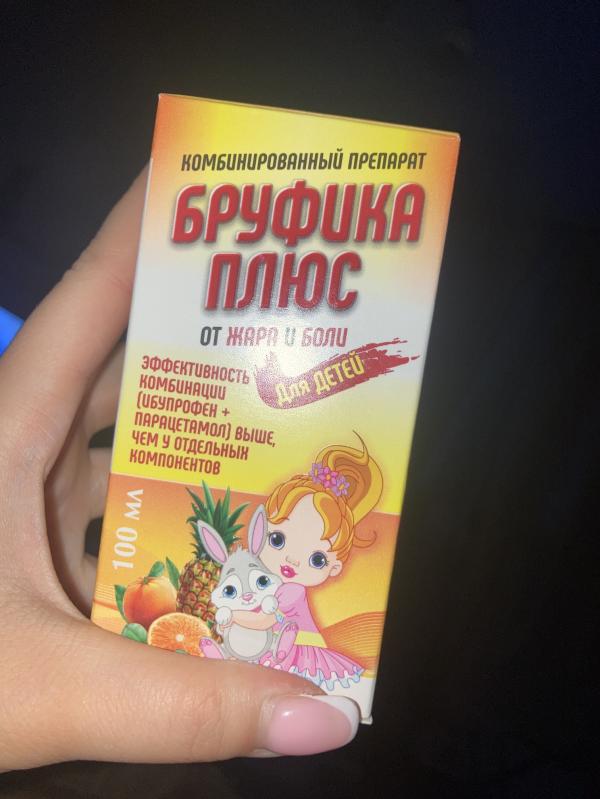 КОМБИНИРОВАННЫЙ ПРЕПАРАТ
БРУФИКА
ПЛЮС
ОТ ЖАРА И БОЛИ
Для ДЕТЕЙ
ЭФФЕКТИВНОСТЬ
КОМБИНАЦИИ
(ИБУПРОФЕН +
ПАРАЦЕТАМОЛ) ВЫШЕ,
ЧЕМ У ОТДЕЛЬНЫХ
КОМПОНЕНТОВ
100 МЛ